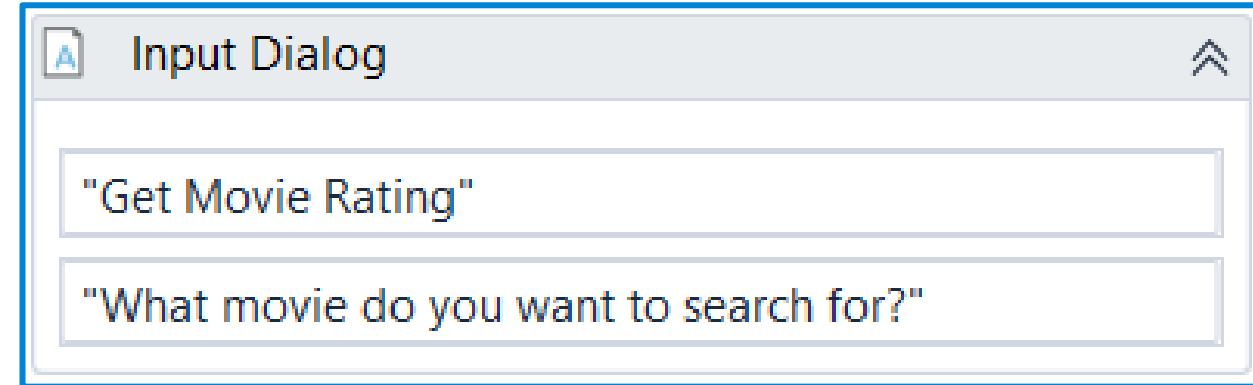 Input Dialog
"Get Movie Rating"
"What movie do you want to search for?"